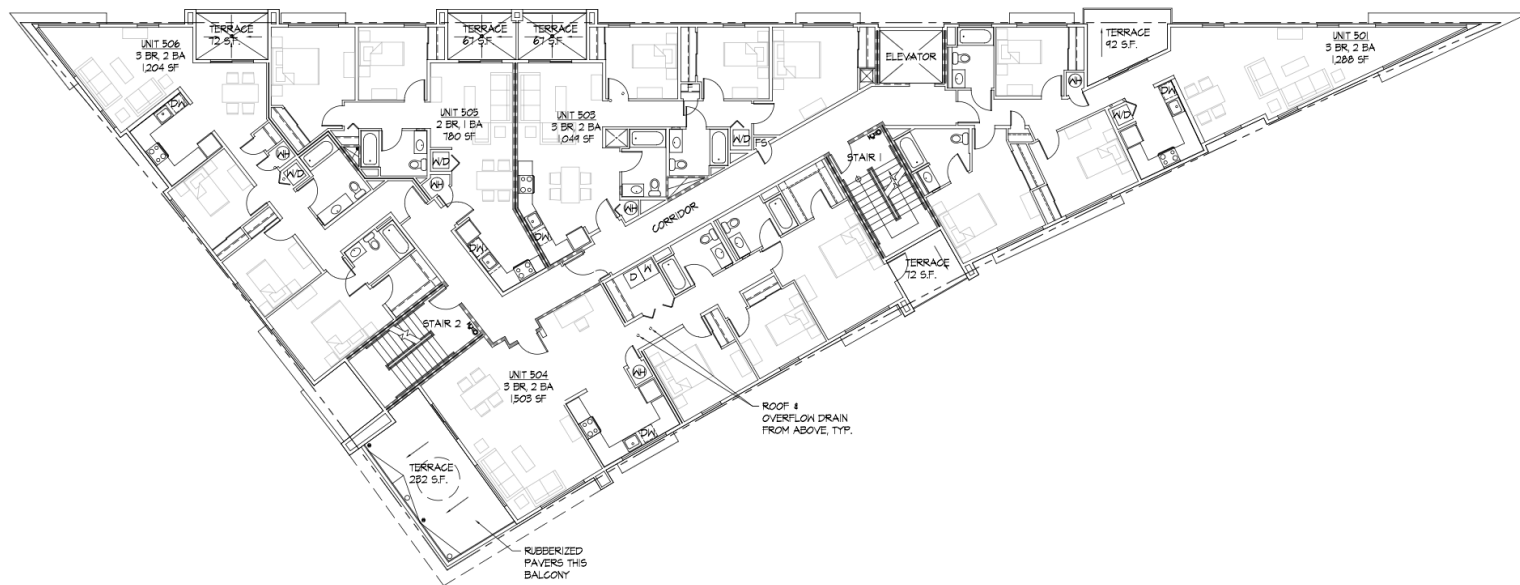 UNIT 506
3 BR, 2 BA
1,204 SF
TERRACE
72 S.F.
TERRACE
67 S.F.
TERRACE
67 S.F.
UNIT 505
2 BR, 1 BA
780 SF
UNIT 503
3 BR, 2 BA
1,049 SF
ELEVATOR
TERRACE
92 S.F.
UNIT 501
3 BR, 2 BA
1,288 SF
DW
WH
W/D
W/D
WH
DW
F
W/D
FS
WH
DW
WH
W/D
DW
STAIR 1
CORRIDOR
TERRACE
72 S.F.
D
W
STAIR 2
UNIT 504
3 BR, 2 BA
1,503 SF
WH
DW
ROOF &
OVERFLOW DRAIN
FROM ABOVE, TYP.
TERRACE
232 S.F.
RUBBERIZED
PAVERS THIS
BALCONY